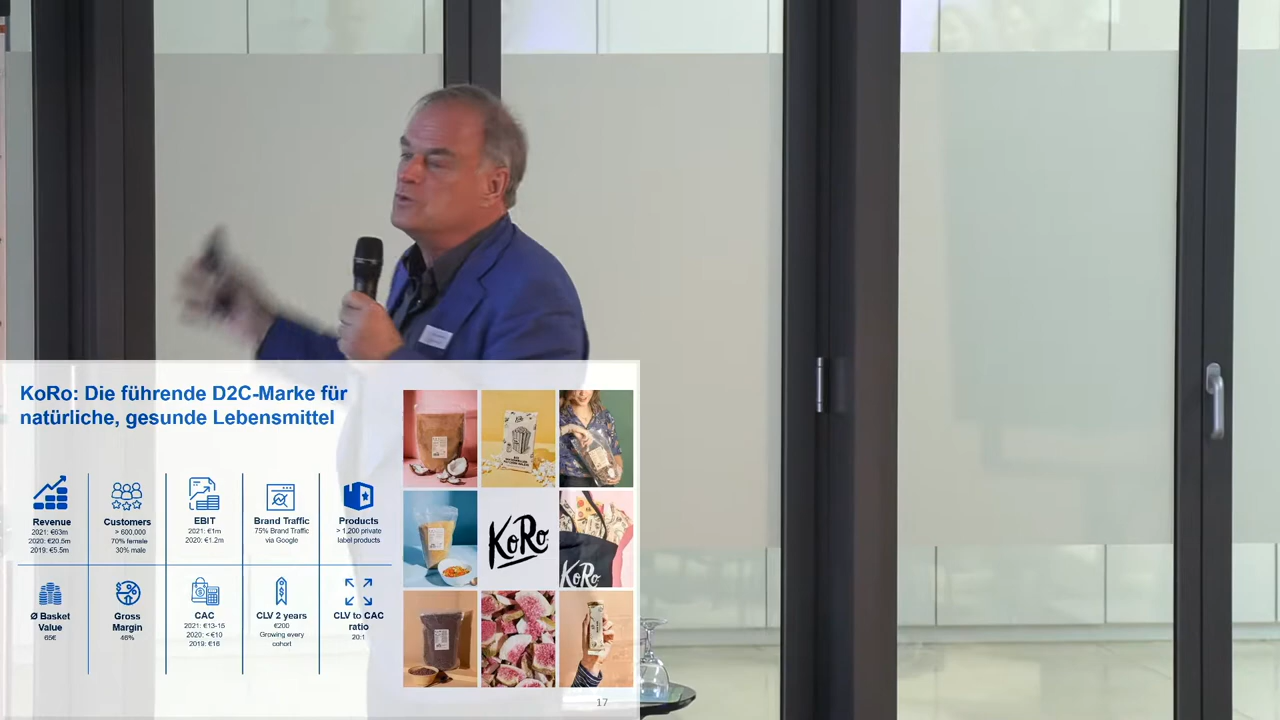 KoRo: Die führende D2C-Marke für
natürliche, gesunde Lebensmittel
Revenue
2021: €63m
2020: €20.5m
2019: €5.5m
Customers
> 600,000
70% female
30% male
EBIT
2021: €1m
2020: €1.2m
Brand Traffic
75% Brand Traffic
via Google
Products
> 1,200 private
label products
Ø Basket
Value
65€
Gross
Margin
46%
CAC
2021: €13-15
2020: < €10
2019: €16
CLV 2 years
€200
Growing every
cohort
CLV to CAC
ratio
20:1
KoRo
KoRo
17